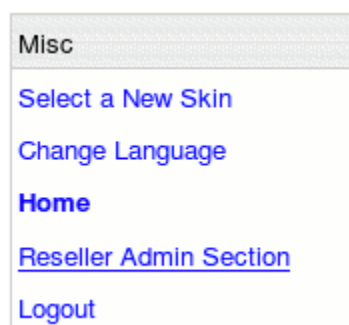 Misc
Select a New Skin
Change Language
Home
Reseller Admin Section
Logout